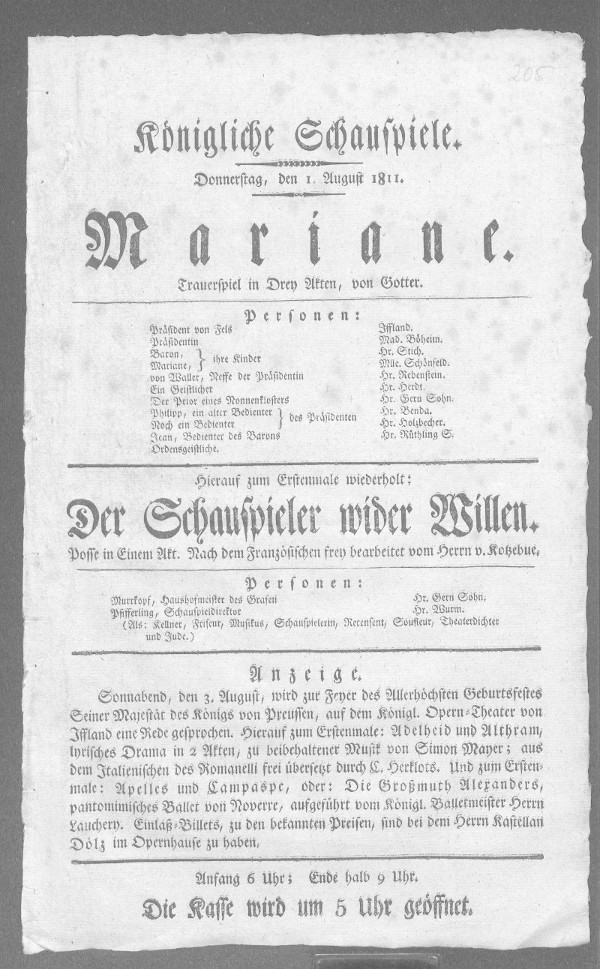 205
Königliche Schauspiele.
Donnerstag, den 1. August 1811.
Mariane.
Trauerspiel in Drey Akten, von Gotter.
Personen:
Präsident von Fels Iffland.
Präsidentin Mad. Böheim.
Baron, Hr. Stich.
Mariane, } ihre Kinder Mlle. Schönfeld.
von Waller, Neffe der Präsidentin Hr. Rebenstein.
Ein Geistlicher Hr. Herdt.
Der Prior eines Nonnenklosters Hr. Gern Sohn.
Philipp, ein alter Bedienter Hr. Benda.
Noch ein Bedienter } des Präsidenten Hr. Holzbecher.
Jean, Bedienter des Barons Hr. Rüthling S.
Ordensgeistliche.
Hierauf zum Erstenmale wiederholt:
Der Schauspieler wider Willen.
Posse in Einem Akt. Nach dem Französischen frey bearbeitet vom Herrn v. Kotzebue.
Personen:
Murrkopf, Haushofmeister des Grafen Hr. Gern Sohn.
Pfifferling, Schauspieldirektor Hr. Wurm.
(Als: Kellner, Friseur, Musikus, Schauspielerin, Recensent, Soufleur, Theaterdichter
und Jude.)
Anzeige.
Sonnabend, den 3. August, wird zur Feyer des Allerhöchsten Geburtsfestes
Seiner Majestät des Königs von Preussen, auf dem Königl. Opern-Theater von
Iffland eine Rede gesprochen. Hierauf zum Erstenmale: Adelheid und Althram,
lyrisches Drama in 2 Akten, zu beibehaltener Musik von Simon Mayer; aus
dem Italienischen des Romanelli frei übersetzt durch C. Herklots. Und zum Ersten-
male: Apelles und Campaspe, oder: Die Großmuth Alexanders,
pantomimisches Ballet von Noverre, aufgeführt vom Königl. Balletmeister Herrn
Lauchery. Einlaß-Billets, zu den bekannten Preisen, sind bei dem Herrn Kastellan
Dölz im Opernhause zu haben.
Anfang 6 Uhr; Ende halb 9 Uhr.
Die Kasse wird um 5 Uhr geöffnet.